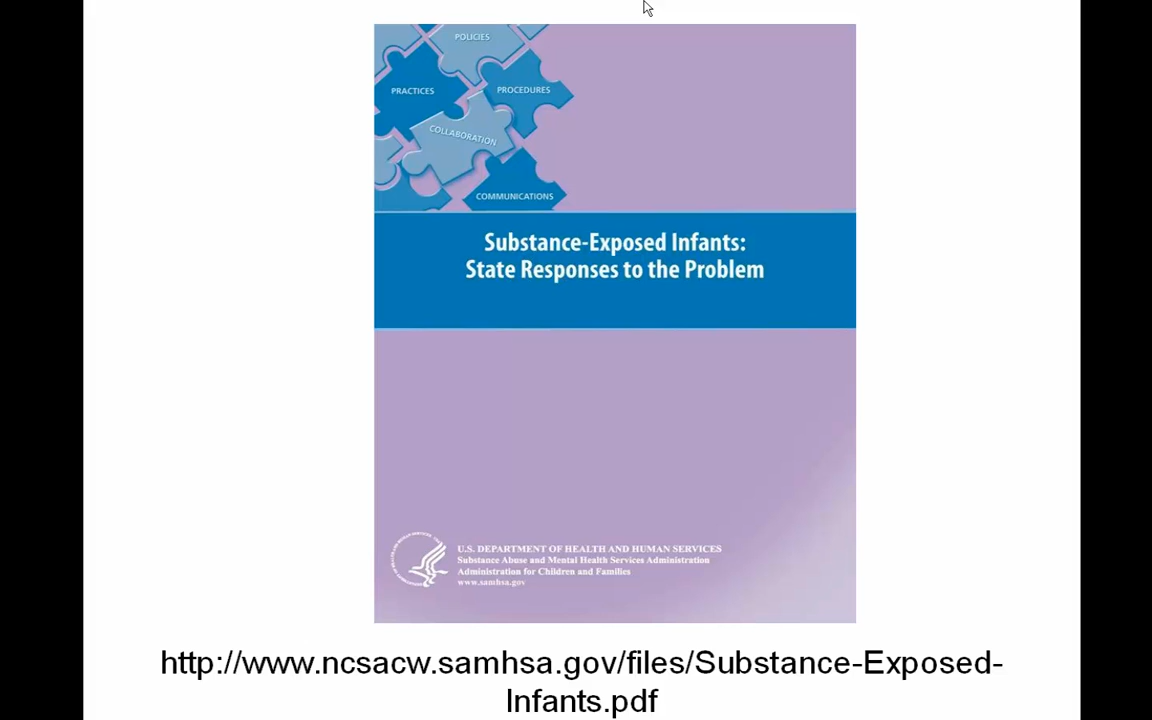 POLICIES
PRACTICES
PROCEDURES
COLLABORATION
COMMUNICATIONS
Substance-Exposed Infants:
State Responses to the Problem
U.S. DEPARTMENT OF HEALTH AND HUMAN SERVICES
Substance Abuse and Mental Health Services Administration
Administration for Children and Families
www.samhsa.gov
http://www.ncsacw.samhsa.gov/files/Substance-Exposed-
Infants.pdf